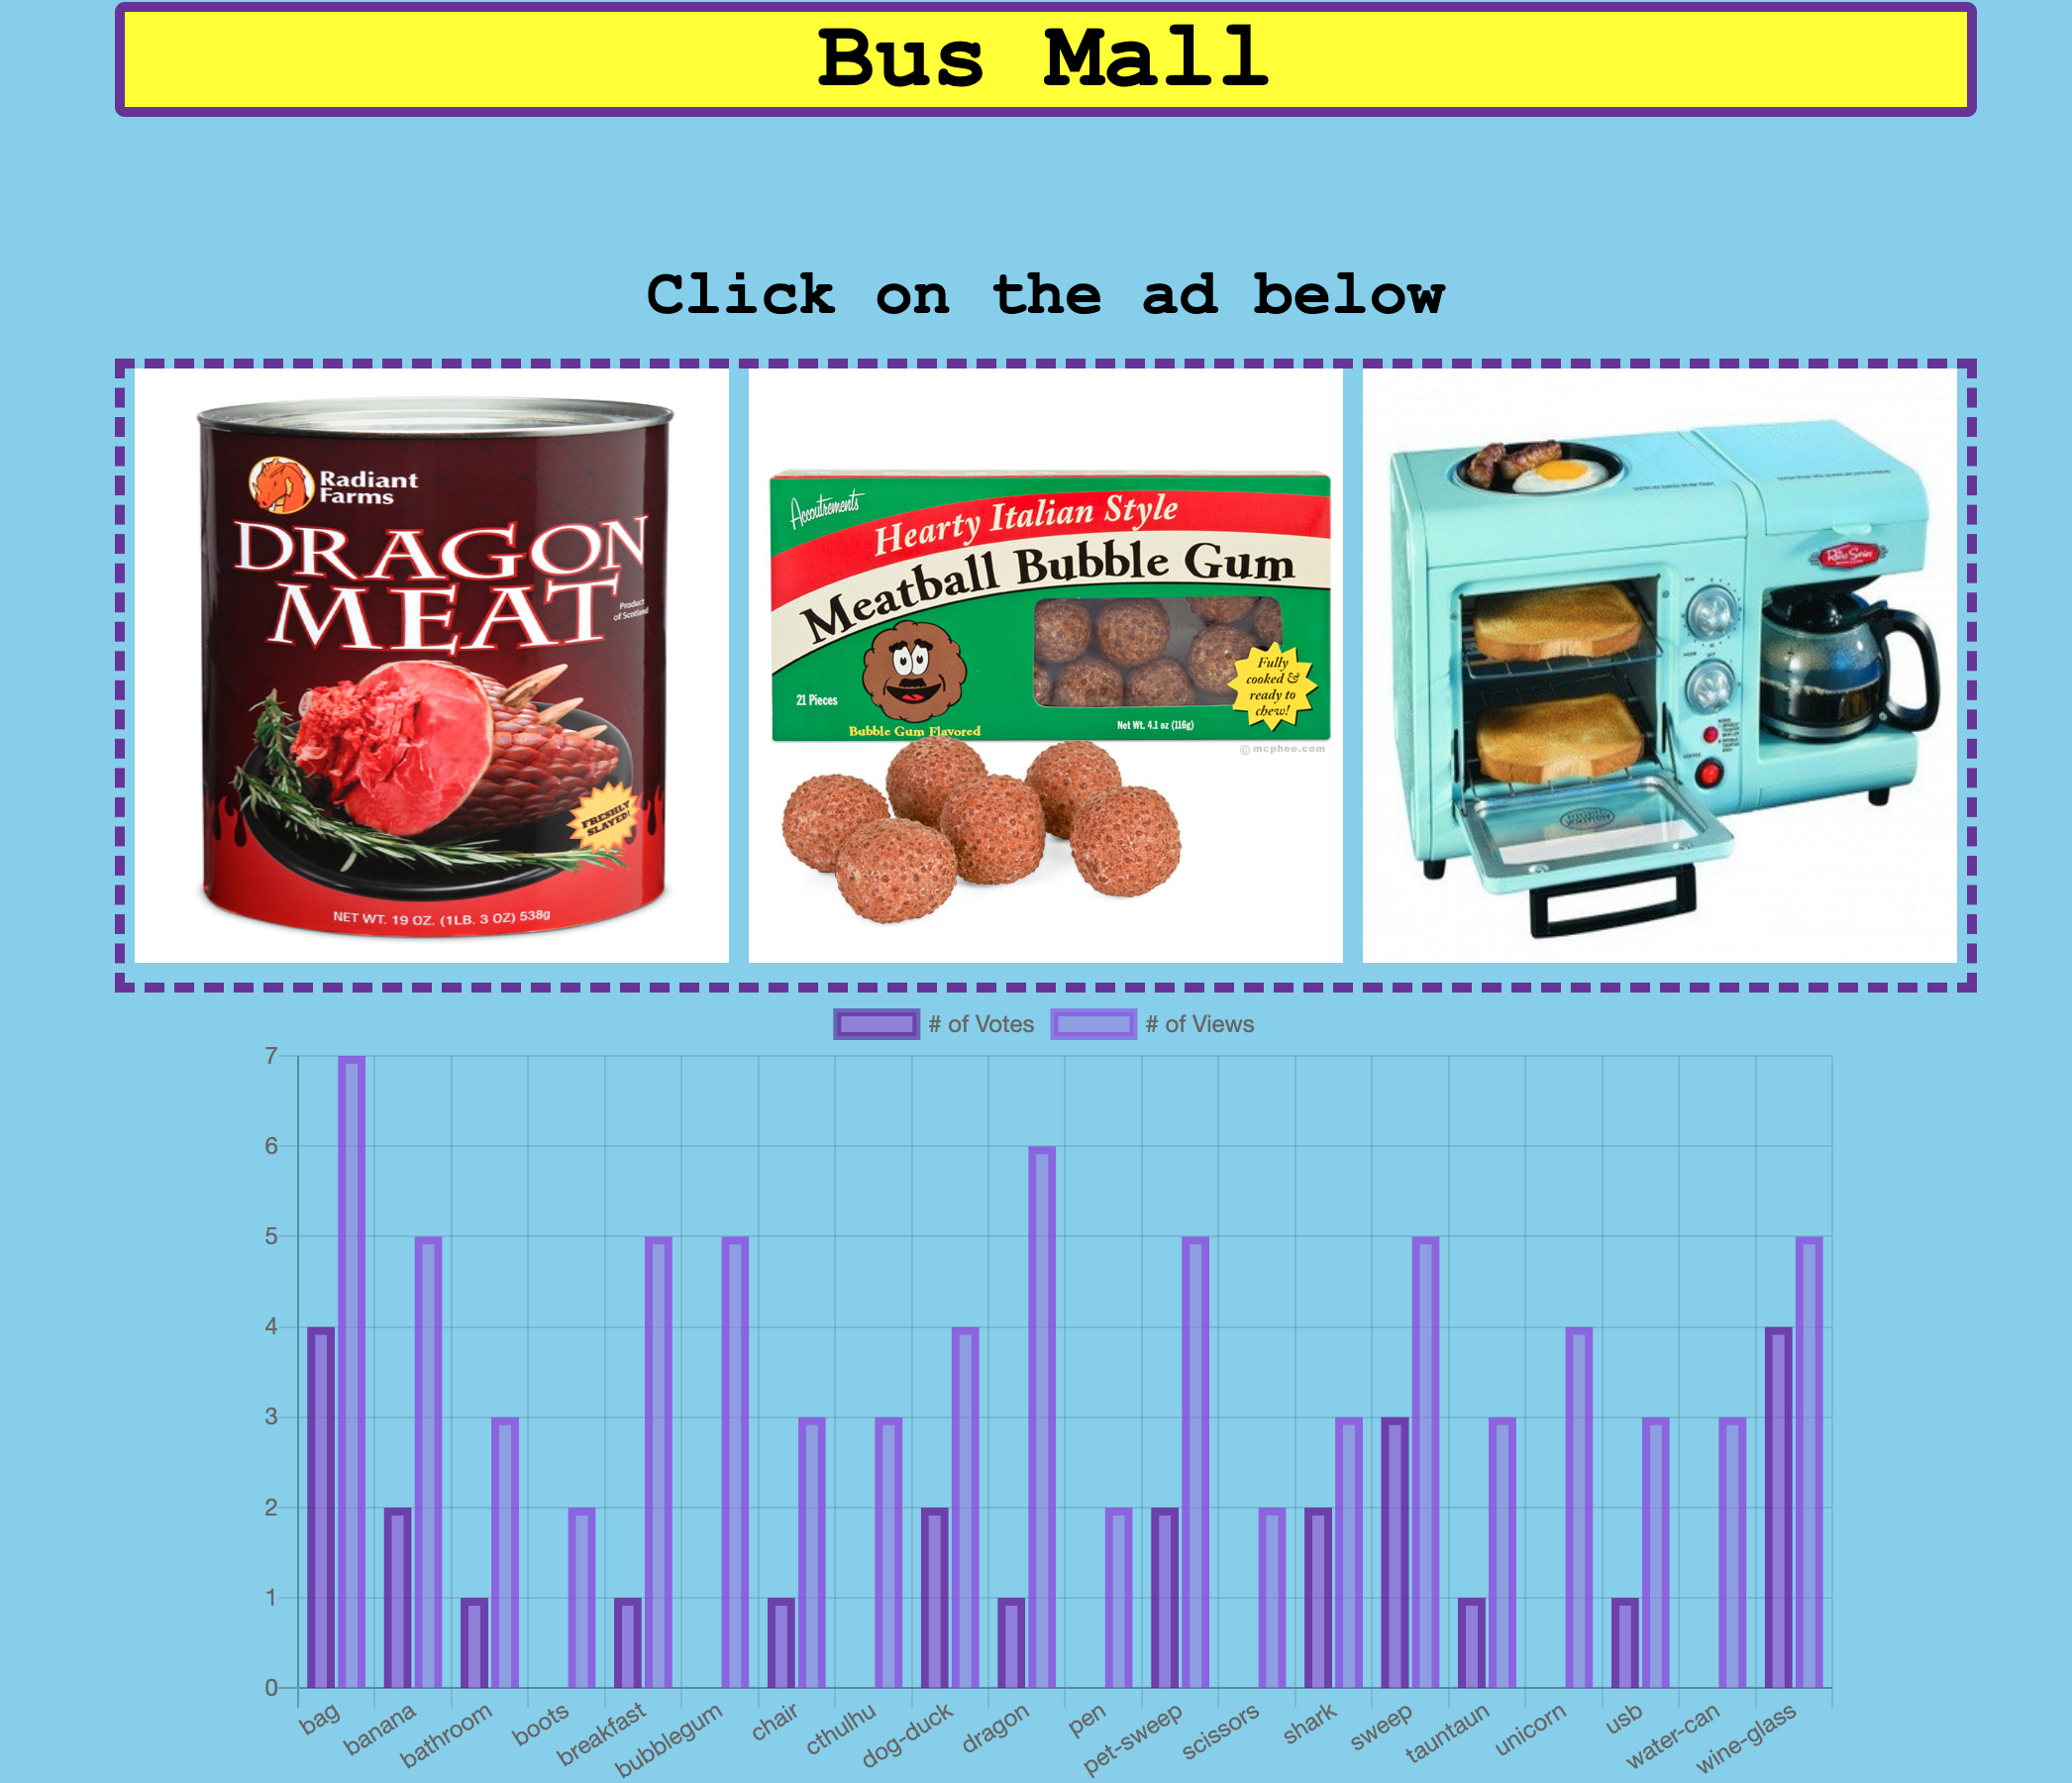 Bus Mall
Click on the ad below
Radiant
Farms
DRAGON
MEAT
Product
of Scotland
FRESHLY
SLAYED!
NET WT. 19 OZ. (1LB. 3 OZ) 538g
Accoutrements
Hearty Italian Style
Meatball Bubble Gum
21 Pieces
Bubble Gum Flavored
Net Wt. 4.1 oz (116g)
Fully
cooked &
ready to
chew!
© mcphee.com
Retro Series
# of Votes
# of Views
7
6
5
4
3
2
1
0
bag
banana
bathroom
boots
breakfast
bubblegum
chair
cthulhu
dog-duck
dragon
pen
pet-sweep
scissors
shark
sweep
tauntaun
unicorn
usb
water-can
wine-glass